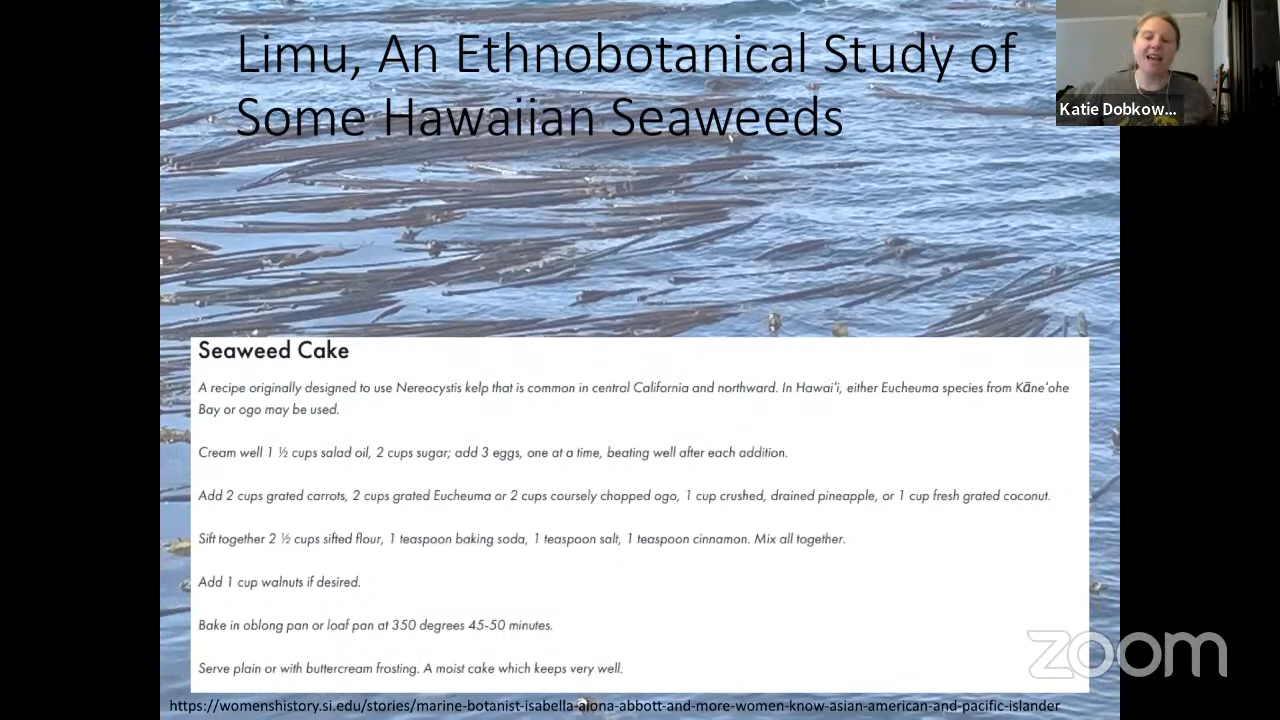 Limu, An Ethnobotanical Study of
Some Hawaiian Seaweeds
Katie Dobkow...
Seaweed Cake
A recipe originally designed to use Nereocystis kelp that is common in central California and northward. In Hawaiʻi, either Eucheuma species from Kāneʻohe
Bay or ogo may be used.
Cream well 1 ½ cups salad oil, 2 cups sugar; add 3 eggs, one at a time, beating well after each addition.
Add 2 cups grated carrots, 2 cups grated Eucheuma or 2 cups coursely chopped ogo, 1 cup crushed, drained pineapple, or 1 cup fresh grated coconut.
Sift together 2 ½ cups sifted flour, 1 teaspoon baking soda, 1 teaspoon salt, 1 teaspoon cinnamon. Mix all together.
Add 1 cup walnuts if desired.
Bake in oblong pan or loaf pan at 350 degrees 45-50 minutes.
Serve plain or with buttercream frosting. A moist cake which keeps very well.
zoom
https://womenshistory.si.edu/stories/marine-botanist-isabella-aiona-abbott-and-more-women-know-asian-american-and-pacific-islander